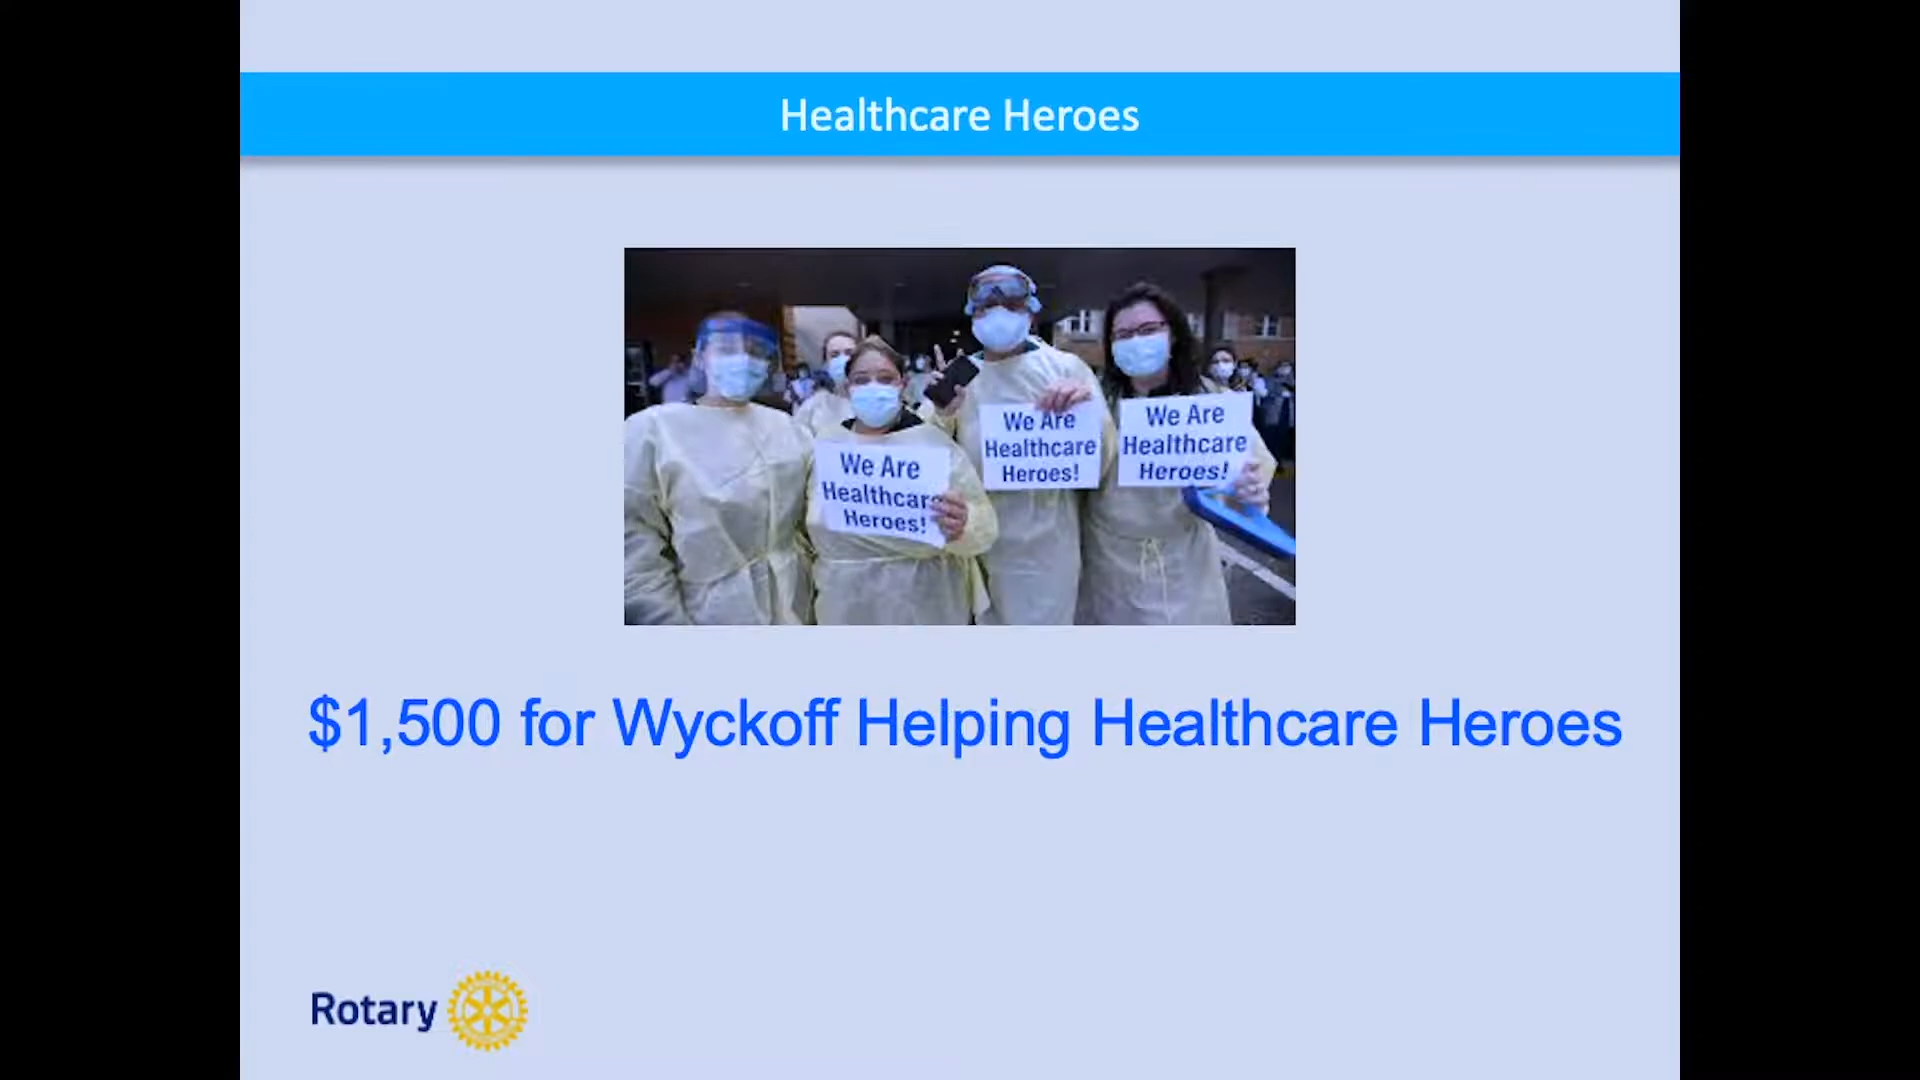 Healthcare Heroes
We Are
Healthcare
Heroes!
We Are
Healthcare
Heroes!
We Are
Healthcare
Heroes!
$1,500 for Wyckoff Helping Healthcare Heroes
Rotary